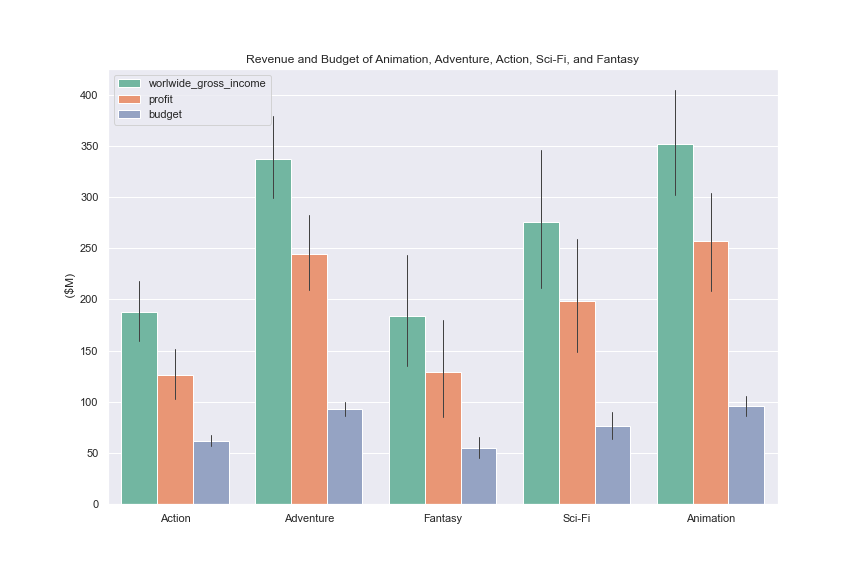 Revenue and Budget of Animation, Adventure, Action, Sci-Fi, and Fantasy
worlwide_gross_income
profit
budget
($M)
400
350
300
250
200
150
100
50
0
Action Adventure Fantasy Sci-Fi Animation